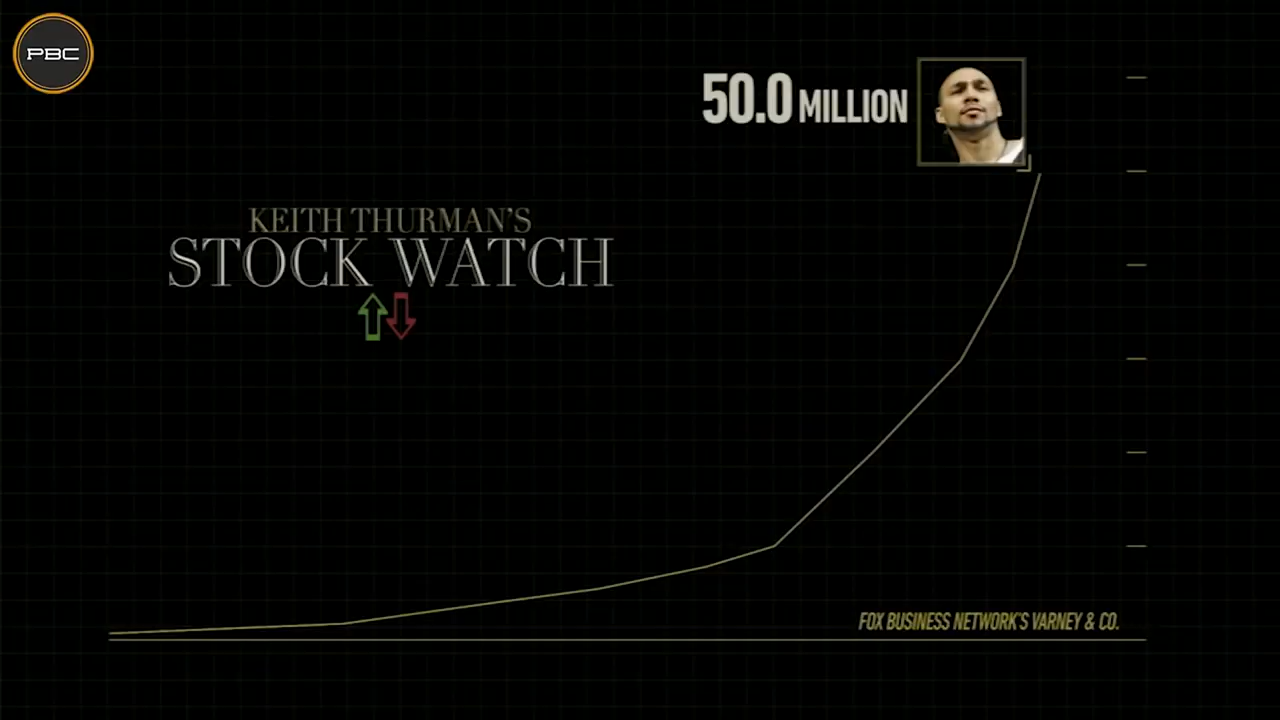 PBC
50.0 MILLION
KEITH THURMAN'S
STOCK WATCH
FOX BUSINESS NETWORK'S VARNEY & CO.